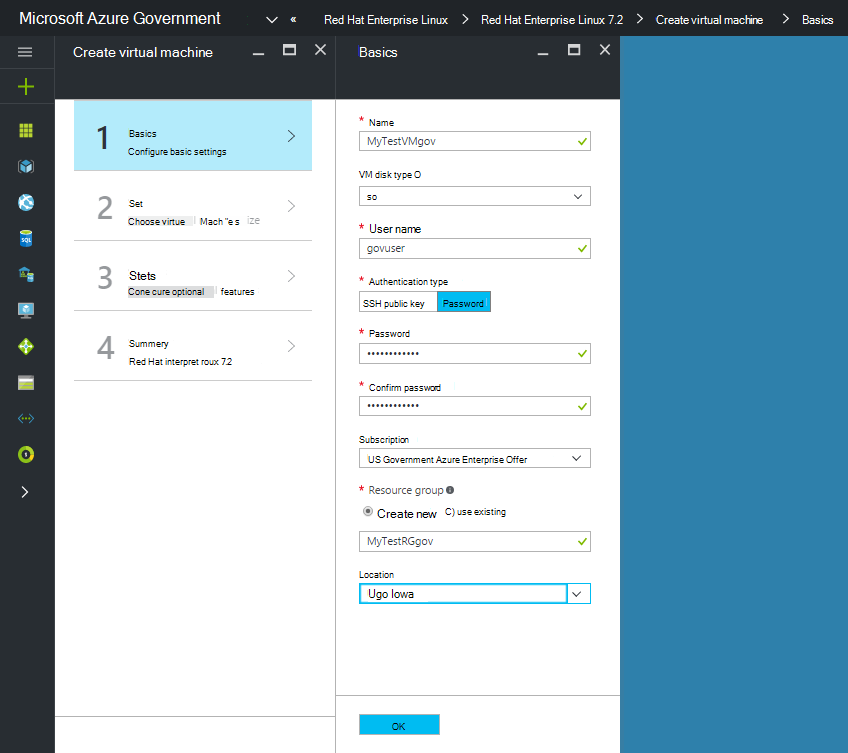 Microsoft Azure Government « Red Hat Enterprise Linux > Red Hat Enterprise Linux 7.2 > Create virtual machine > Basics
Create virtual machine
Basics
1 Basics
Configure basic settings
2 Set
Choose virtue Mach "e s ize
3 Stets
Cone cure optional features
4 Summery
Red Hat interpret roux 7.2
* Name
MyTestVMgov
VM disk type O
so
* User name
govuser
* Authentication type
SSH public key Password
* Password
••••••••••••
* Confirm password
••••••••••••
Subscription
US Government Azure Enterprise Offer
* Resource group
Create new C) use existing
MyTestRGgov
Location
Ugo Iowa
OK
SQL